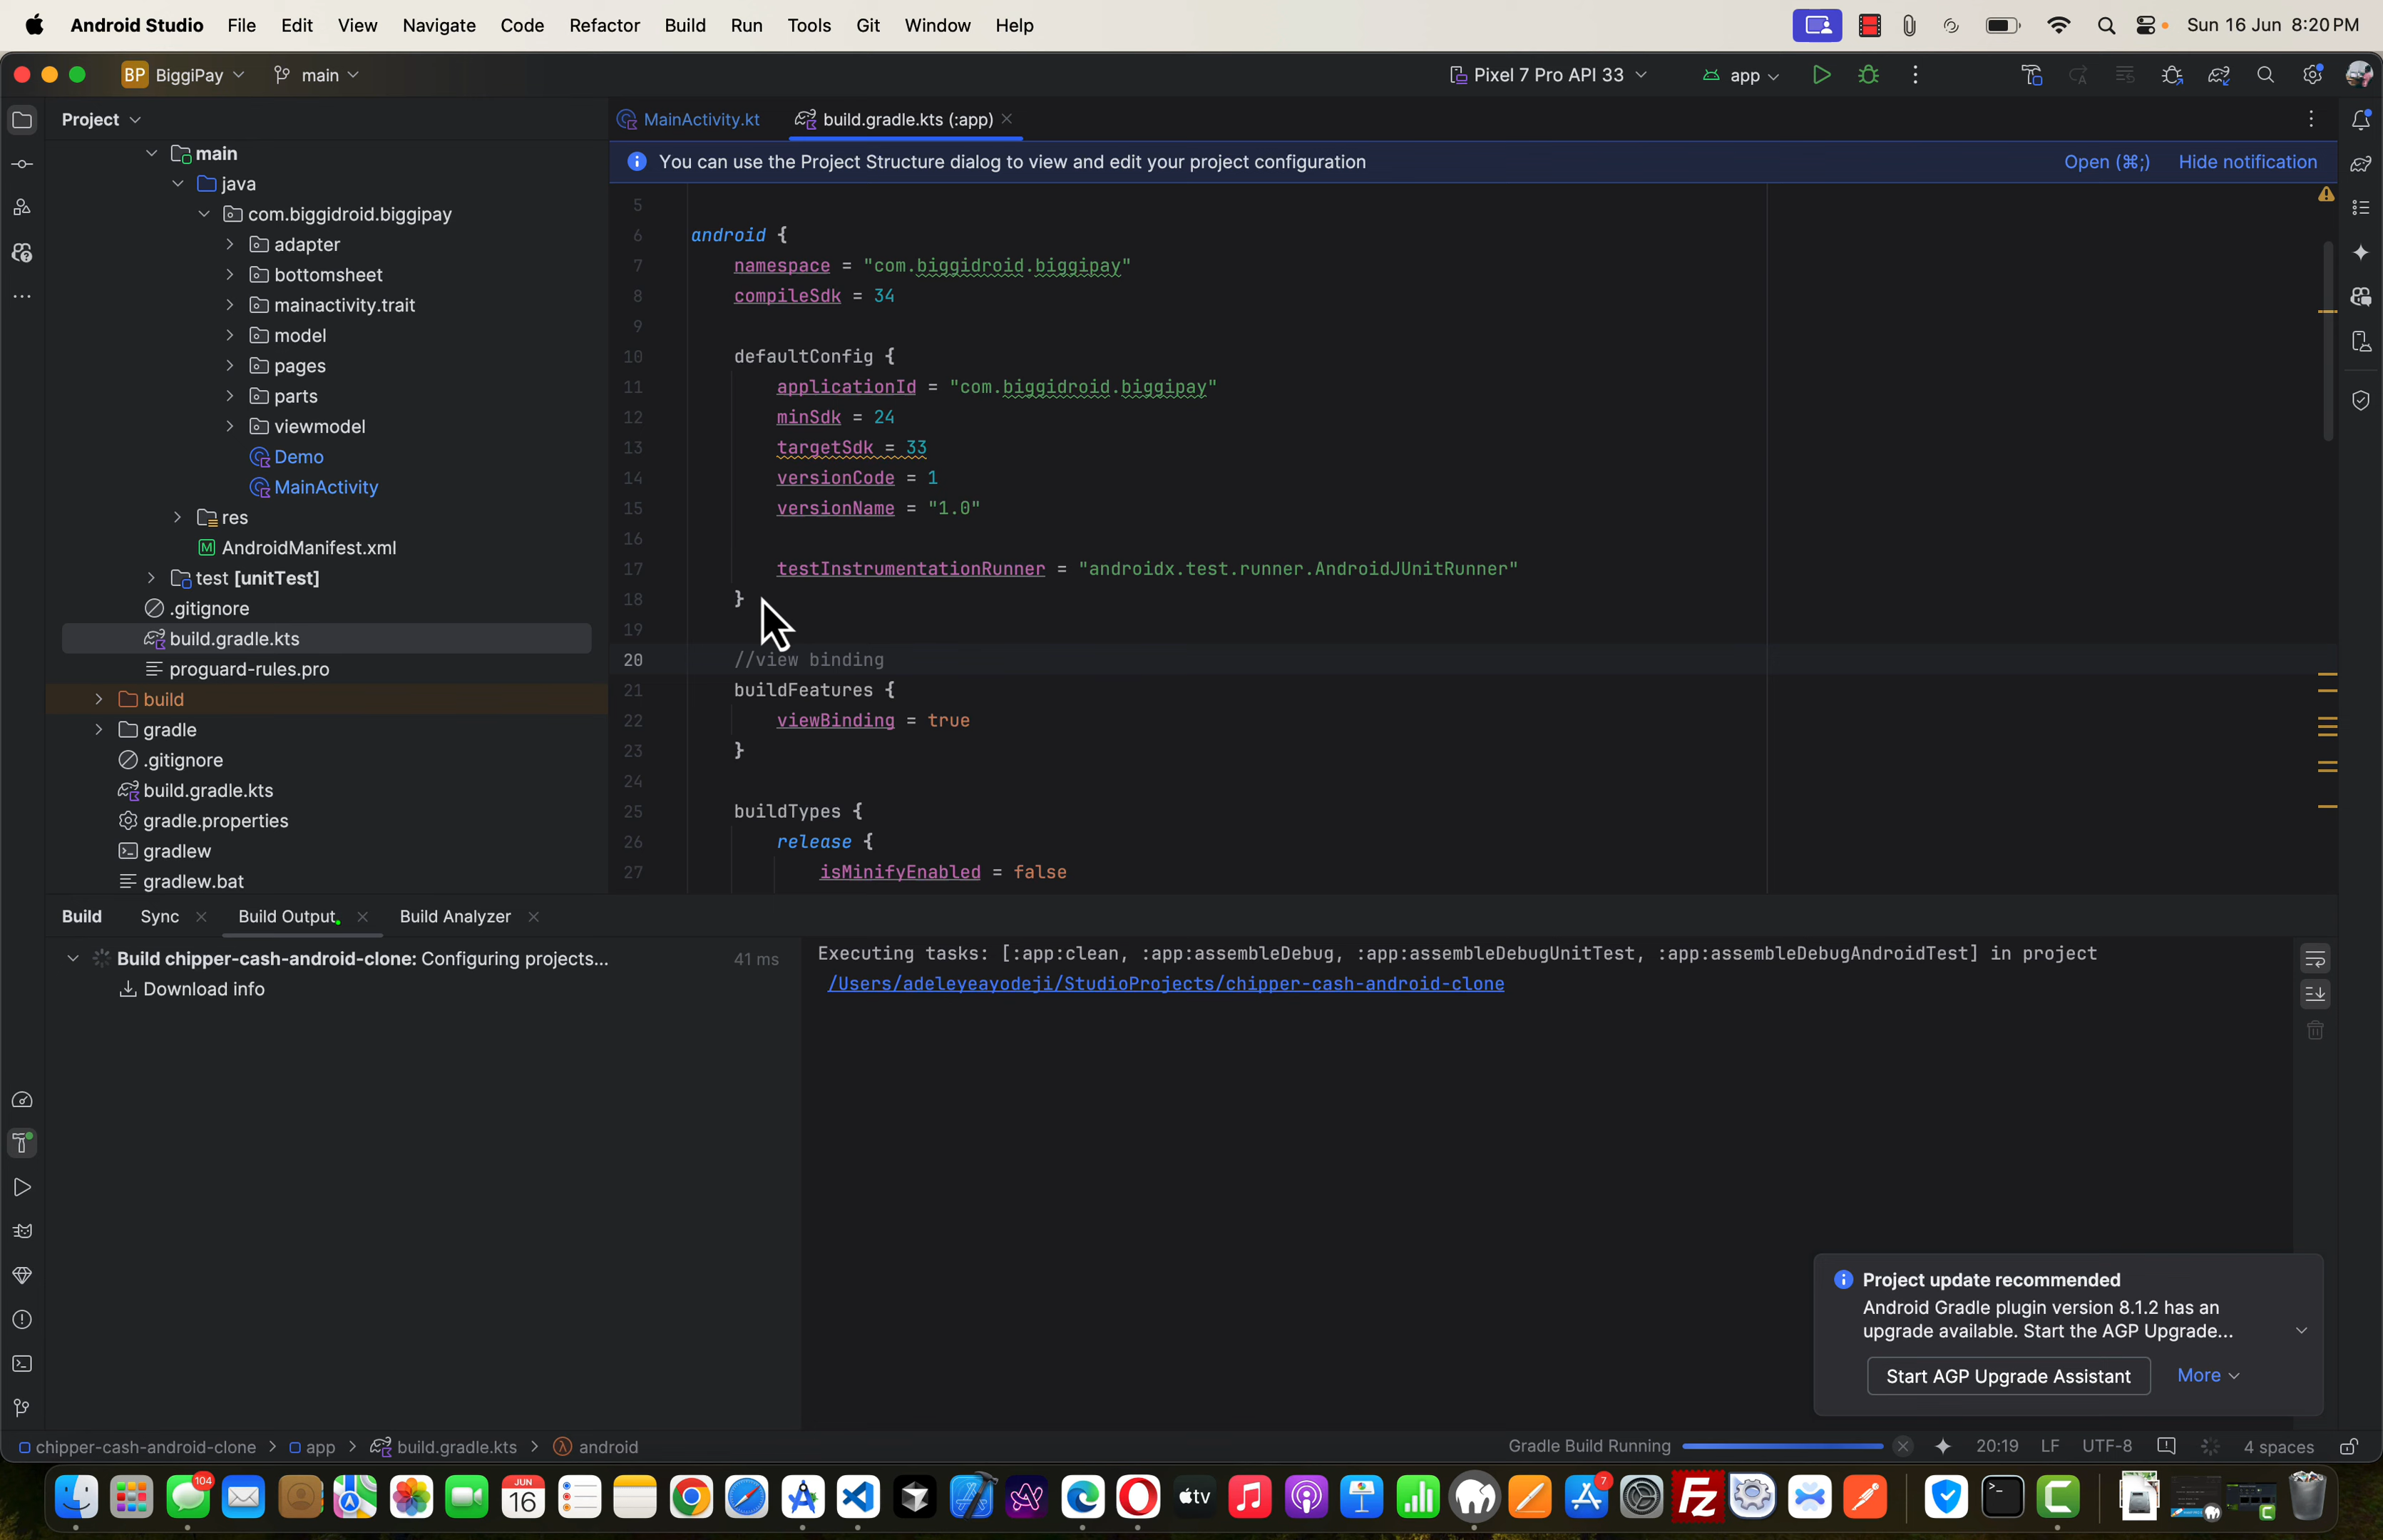 Android Studio File Edit View Navigate Code Refactor Build Run Tools Git Window Help Sun 16 Jun 8:20 PM
BP BiggiPay main Pixel 7 Pro API 33 app
Project
main
java
com.biggidroid.biggipay
adapter
bottomsheet
mainactivity.trait
model
pages
parts
viewmodel
Demo
MainActivity
res
AndroidManifest.xml
test [unitTest]
.gitignore
build.gradle.kts
proguard-rules.pro
build
gradle
.gitignore
build.gradle.kts
gradle.properties
gradlew
gradlew.bat
MainActivity.kt build.gradle.kts (:app)
You can use the Project Structure dialog to view and edit your project configuration Open (⌘;) Hide notification
5
6 android {
7 namespace = "com.biggidroid.biggipay"
8 compileSdk = 34
9
10 defaultConfig {
11 applicationId = "com.biggidroid.biggipay"
12 minSdk = 24
13 targetSdk = 33
14 versionCode = 1
15 versionName = "1.0"
16
17 testInstrumentationRunner = "androidx.test.runner.AndroidJUnitRunner"
18 }
19
20 //view binding
21 buildFeatures {
22 viewBinding = true
23 }
24
25 buildTypes {
26 release {
27 isMinifyEnabled = false
Build Sync Build Output Build Analyzer
Build chipper-cash-android-clone: Configuring projects... 41 ms
Download info
Executing tasks: [:app:clean, :app:assembleDebug, :app:assembleDebugUnitTest, :app:assembleDebugAndroidTest] in project
/Users/adeleyeayodeji/StudioProjects/chipper-cash-android-clone
Project update recommended
Android Gradle plugin version 8.1.2 has an
upgrade available. Start the AGP Upgrade...
Start AGP Upgrade Assistant More
chipper-cash-android-clone > app > build.gradle.kts > android Gradle Build Running 20:19 LF UTF-8 4 spaces
104 JUN 16 tv 7 FZ